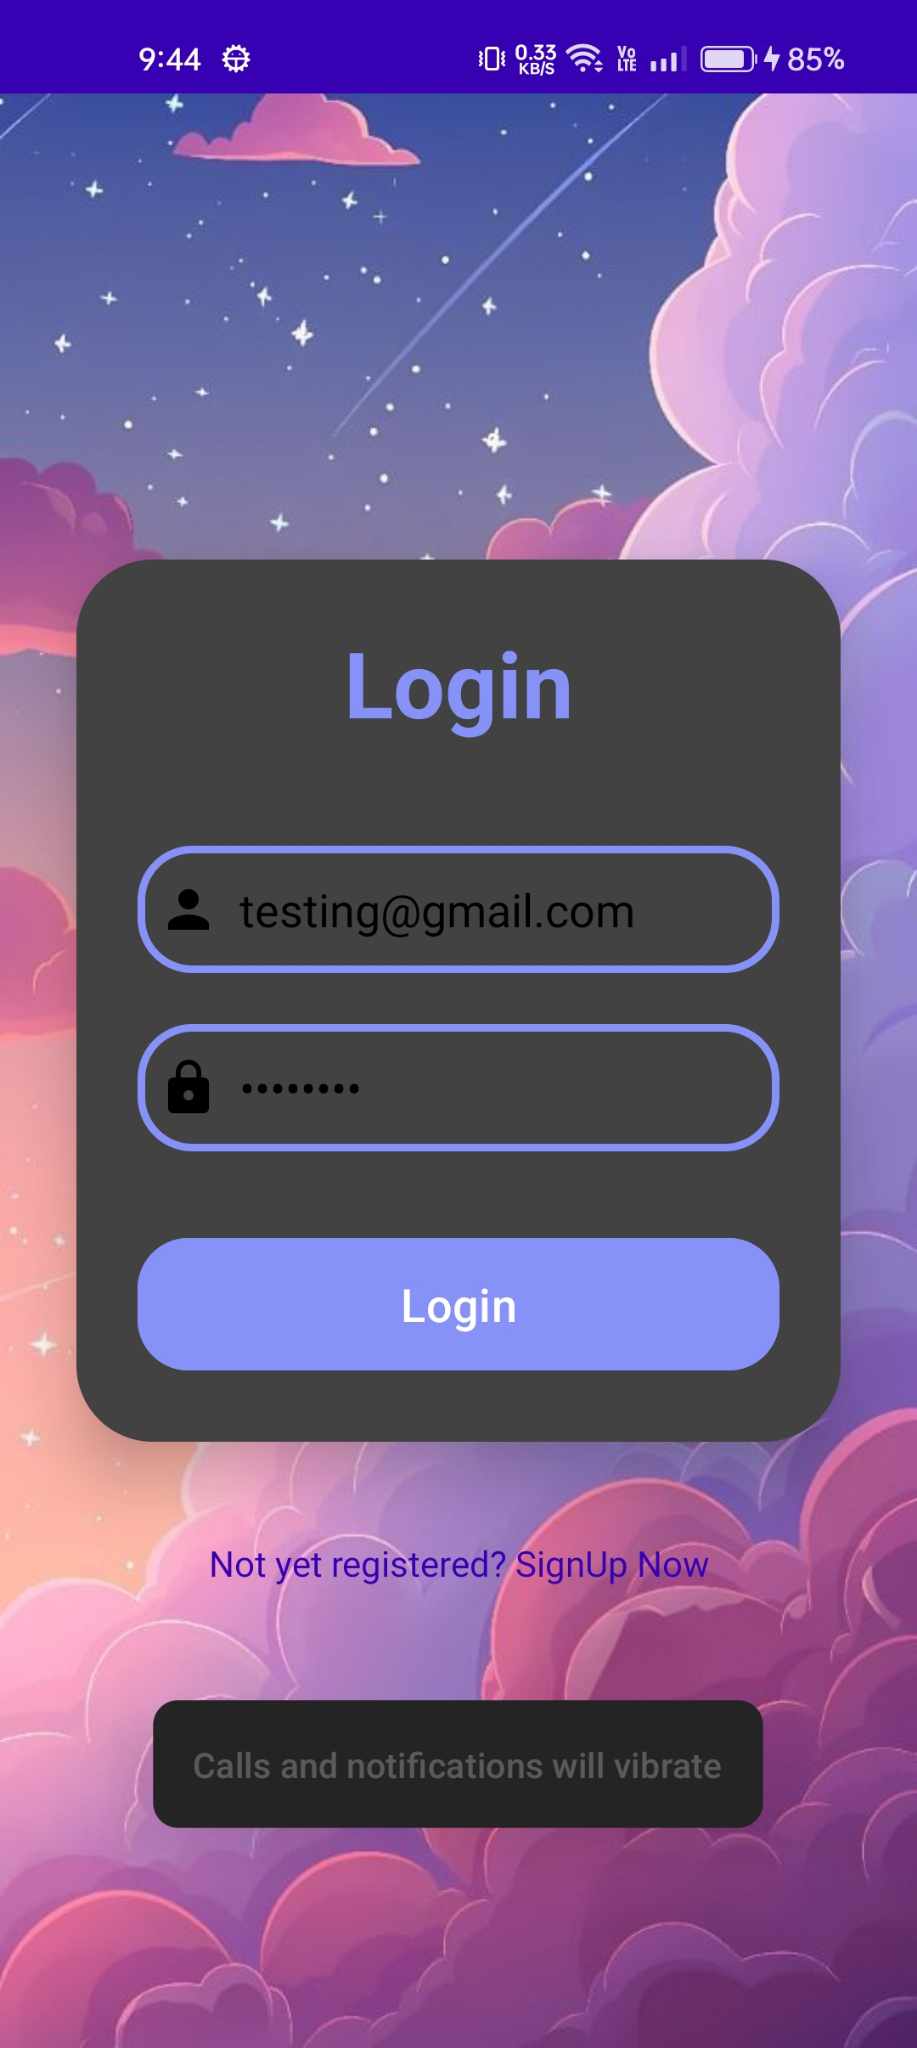 9:44 0.33 KB/S Vo LTE 85%
Login
testing@gmail.com
••••••••
Login
Not yet registered? SignUp Now
Calls and notifications will vibrate